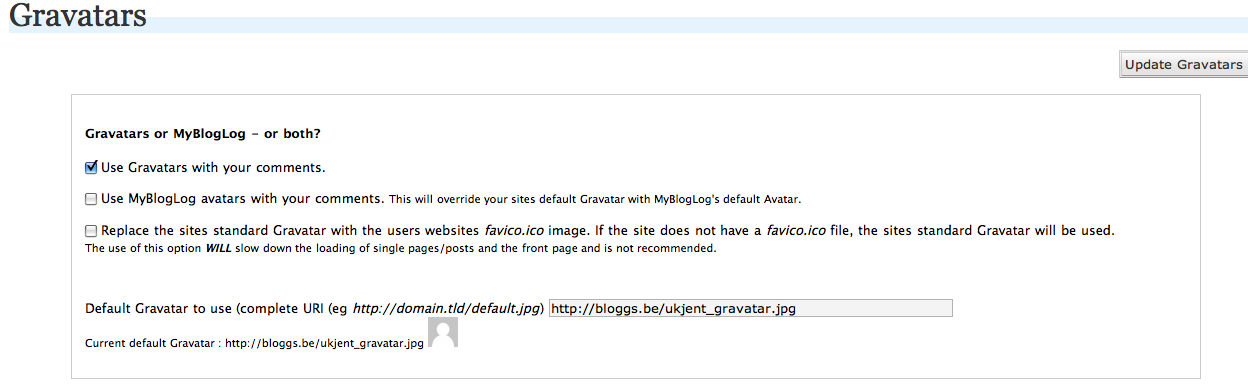 Gravatars
Update Gravatars
Gravatars or MyBlogLog - or both?
Use Gravatars with your comments.
Use MyBlogLog avatars with your comments. This will override your sites default Gravatar with MyBlogLog's default Avatar.
Replace the sites standard Gravatar with the users websites favico.ico image. If the site does not have a favico.ico file, the sites standard Gravatar will be used.
The use of this option WILL slow down the loading of single pages/posts and the front page and is not recommended.
Default Gravatar to use (complete URI (eg http://domain.tld/default.jpg) http://bloggs.be/ukjent_gravatar.jpg
Current default Gravatar : http://bloggs.be/ukjent_gravatar.jpg